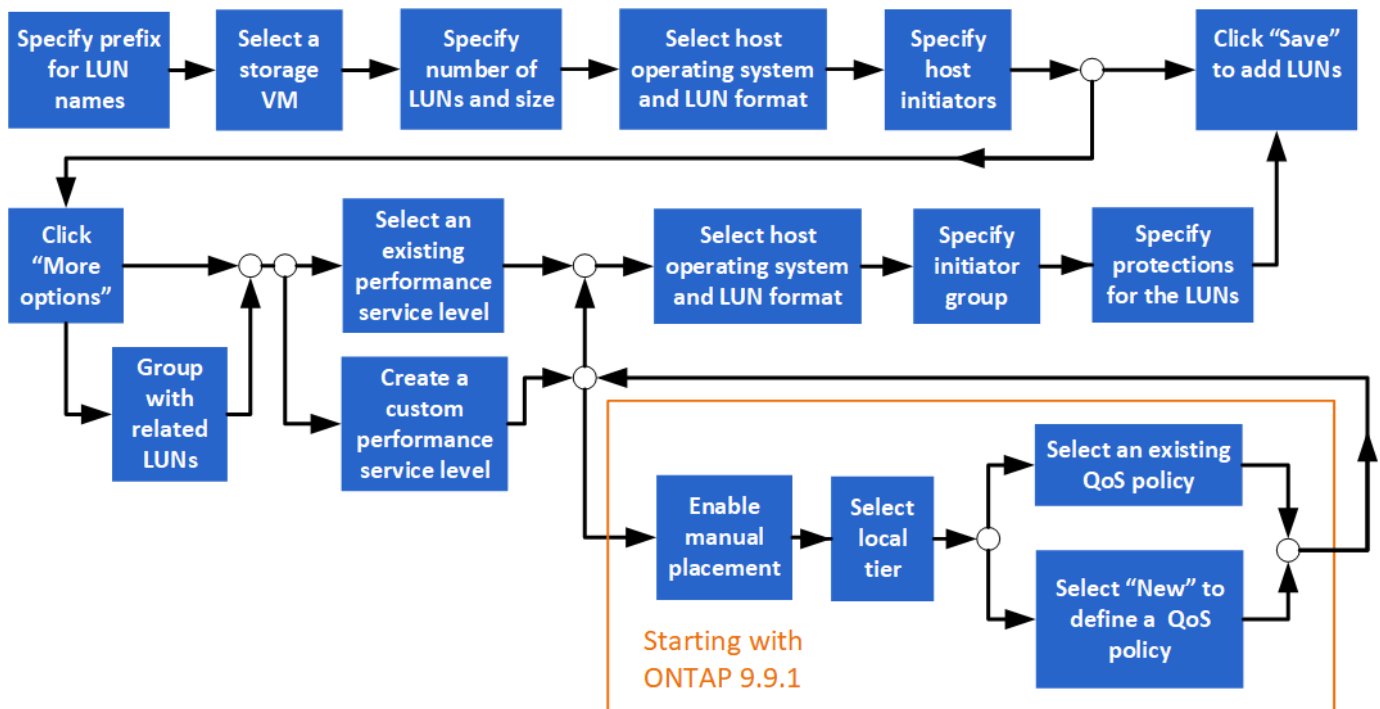 Specify prefix
for LUN
names
Select a
storage
VM
Specify
number of
LUNs and size
Select host
operating system
and LUN format
Specify
host
initiators
Click “Save”
to add LUNs
Click
“More
options”
Group
with
related
LUNs
Select an
existing
performance
service level
Create a
custom
performance
service level
Select host
operating system
and LUN format
Specify
initiator
group
Specify
protections
for the LUNs
Enable
manual
placement
Select
local
tier
Select an existing
QoS policy
Select “New” to
define a QoS
policy
Starting with
ONTAP 9.9.1